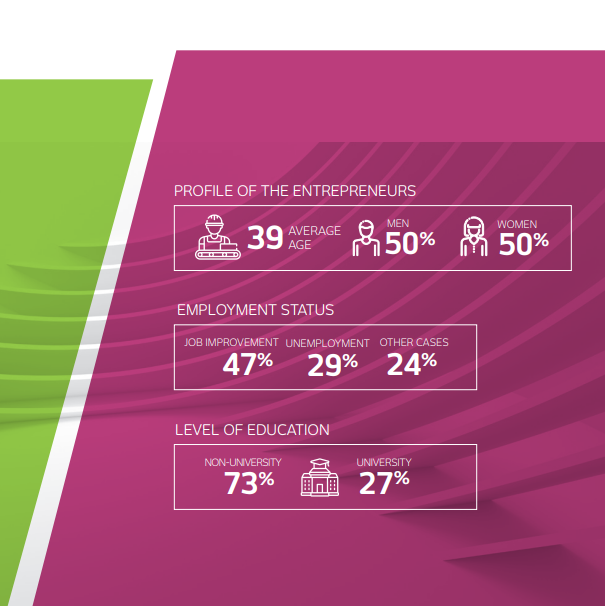 PROFILE OF THE ENTREPRENEURS
39 AVERAGE AGE
MEN
50%
WOMEN
50%
EMPLOYMENT STATUS
JOB IMPROVEMENT UNEMPLOYMENT OTHER CASES
47% 29% 24%
LEVEL OF EDUCATION
NON-UNIVERSITY UNIVERSITY
73% 27%